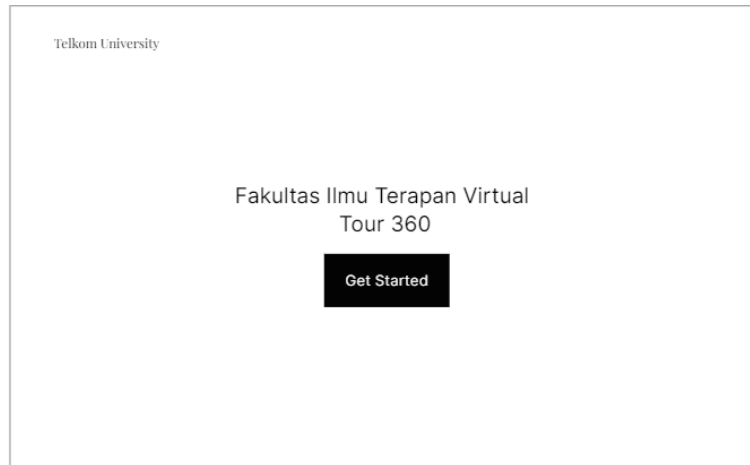 Telkom University
Fakultas Ilmu Terapan Virtual
Tour 360
Get Started